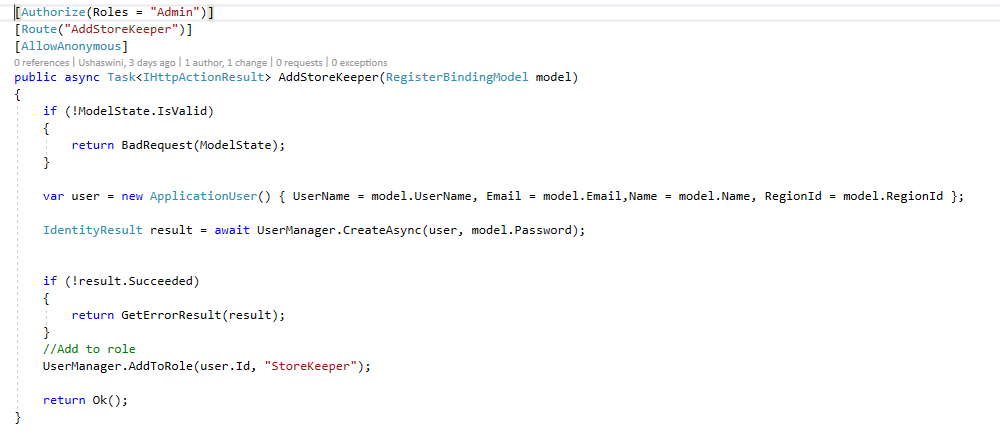 [Authorize(Roles = "Admin")]
[Route("AddStoreKeeper")]
[AllowAnonymous]
0 references | Ushaswini, 3 days ago | 1 author, 1 change | 0 requests | 0 exceptions
public async Task<IHttpActionResult> AddStoreKeeper(RegisterBindingModel model)
{
if (!ModelState.IsValid)
{
return BadRequest(ModelState);
}
var user = new ApplicationUser() { UserName = model.UserName, Email = model.Email,Name = model.Name, RegionId = model.RegionId };
IdentityResult result = await UserManager.CreateAsync(user, model.Password);
if (!result.Succeeded)
{
return GetErrorResult(result);
}
//Add to role
UserManager.AddToRole(user.Id, "StoreKeeper");
return Ok();
}